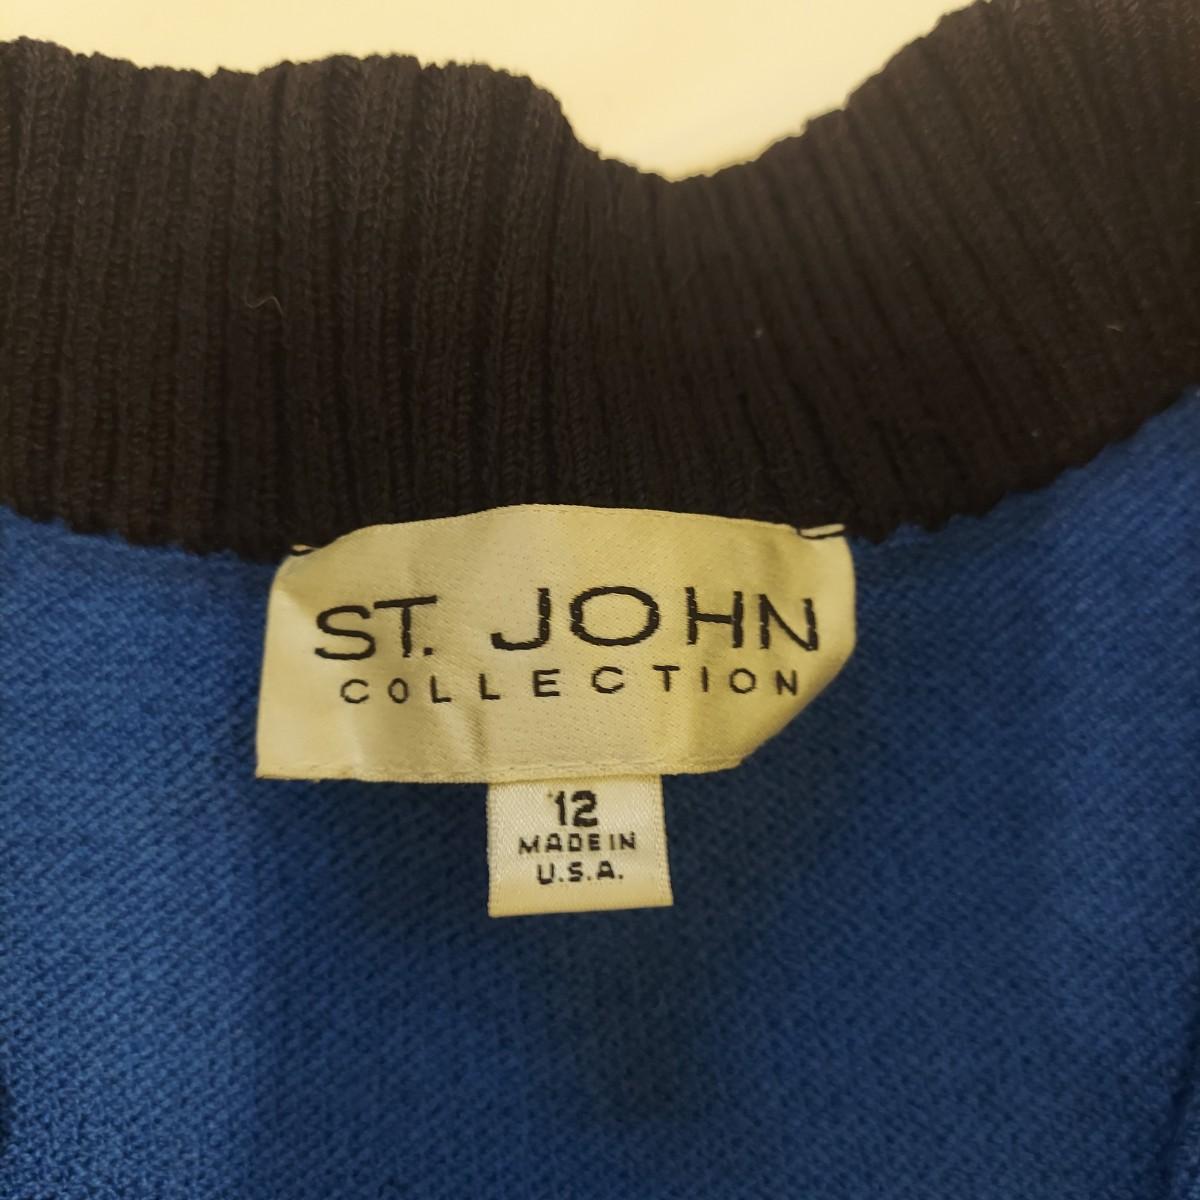 ST. JOHN
COLLECTION
12
MADE IN
U.S.A.